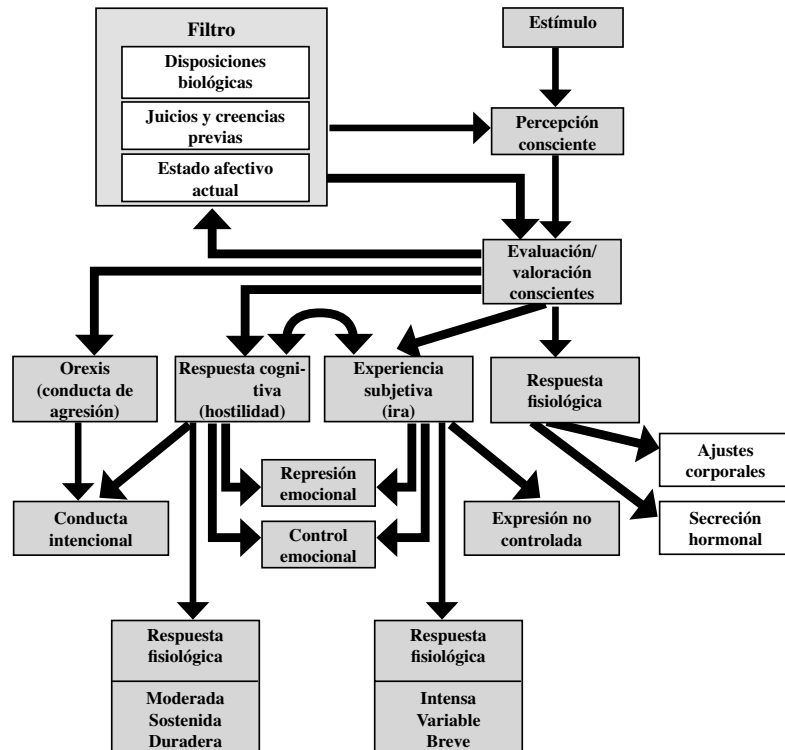 Filtro
Disposiciones
biológicas
Juicios y creencias
previas
Estado afectivo
actual
Estímulo
Percepción
consciente
Evaluación/
valoración
conscientes
Orexis
(conducta de
agresión)
Respuesta cogni-
tiva
(hostilidad)
Experiencia
subjetiva
(ira)
Respuesta
fisiológica
Ajustes
corporales
Secreción
hormonal
Represión
emocional
Control
emocional
Conducta
intencional
Expresión no
controlada
Respuesta
fisiológica
Moderada
Sostenida
Duradera
Respuesta
fisiológica
Intensa
Variable
Breve